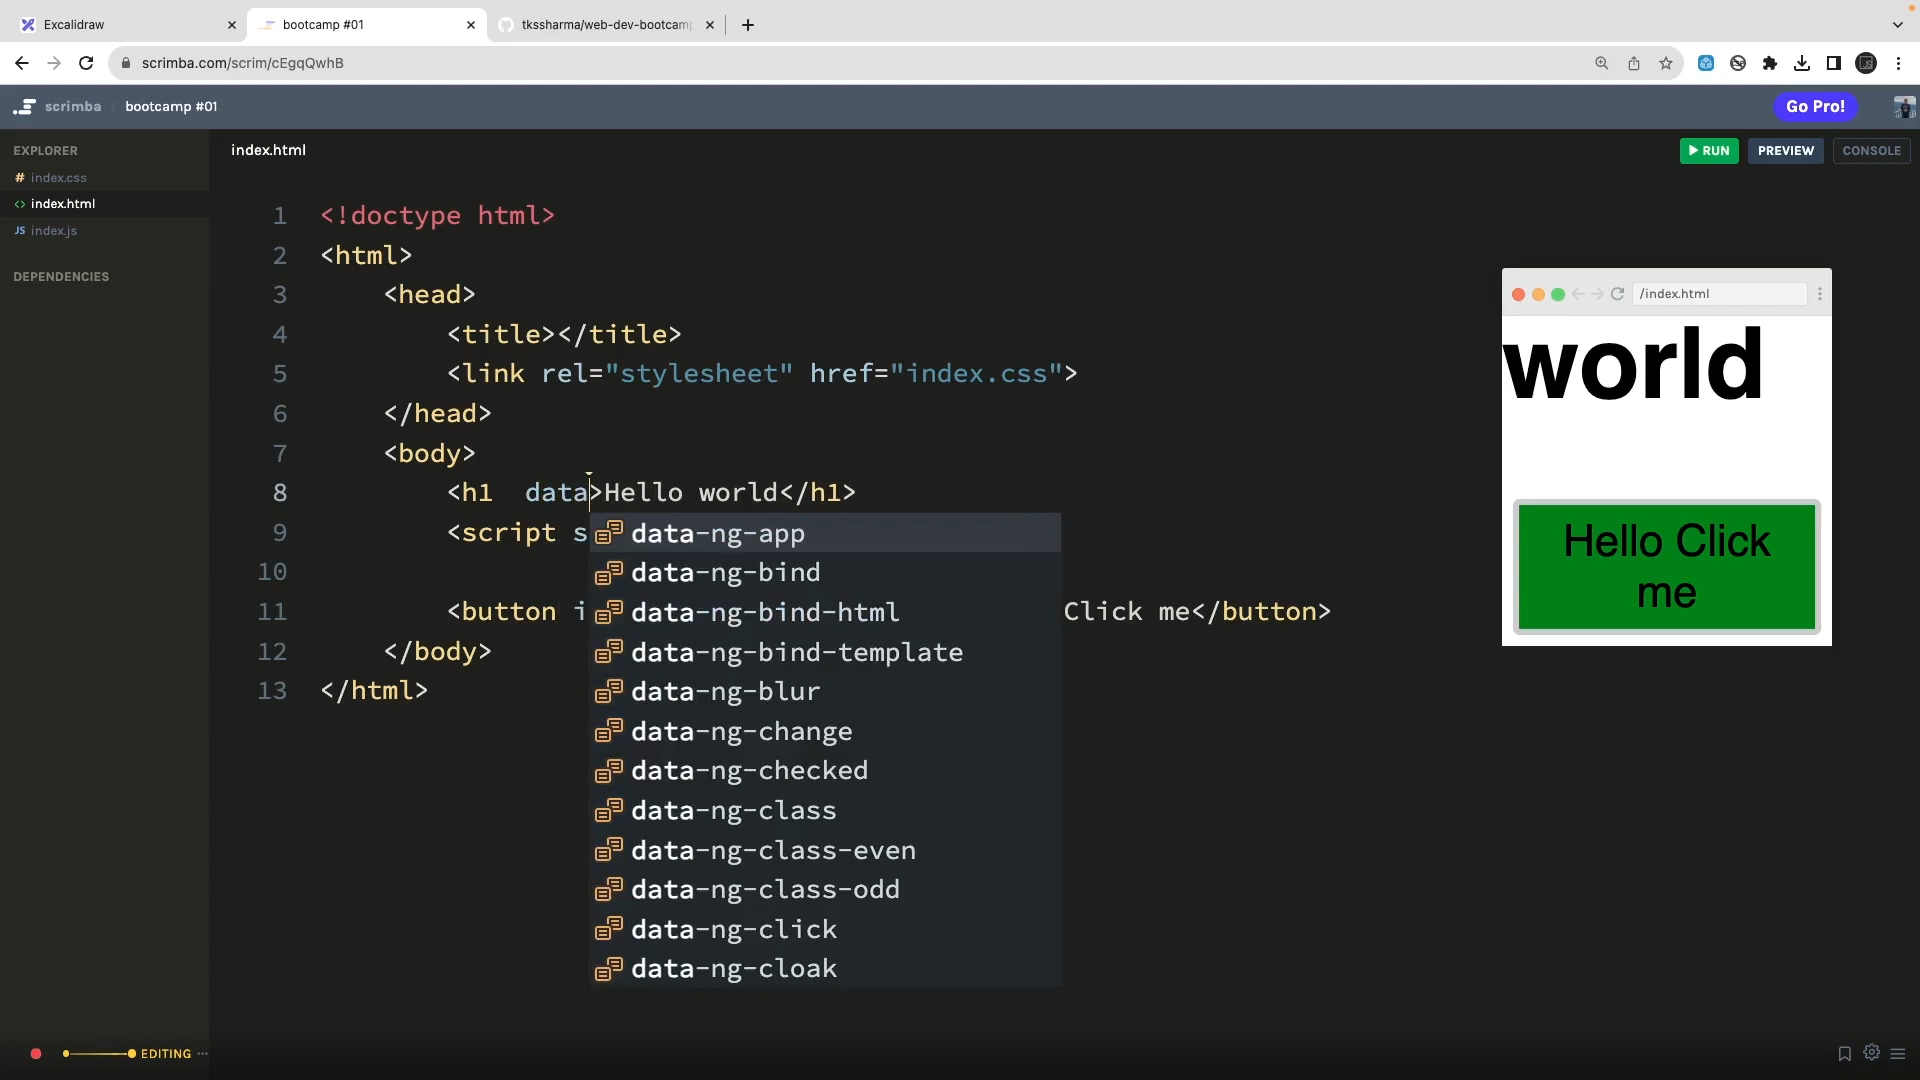 Excalidraw
bootcamp #01
tkssharma/web-dev-bootcamp
scrimba.com/scrim/cEgqQwhB
scrimba / bootcamp #01
Go Pro!
EXPLORER
# index.css
<> index.html
JS index.js
DEPENDENCIES
index.html
RUN
PREVIEW
CONSOLE
1 <!doctype html>
2 <html>
3 <head>
4 <title></title>
5 <link rel="stylesheet" href="index.css">
6 </head>
7 <body>
8 <h1  data>Hello world</h1>
9 <script s
10
11 <button i Click me</button>
12 </body>
13 </html>
data-ng-app
data-ng-bind
data-ng-bind-html
data-ng-bind-template
data-ng-blur
data-ng-change
data-ng-checked
data-ng-class
data-ng-class-even
data-ng-class-odd
data-ng-click
data-ng-cloak
/index.html
world
Hello Click
me
EDITING ...